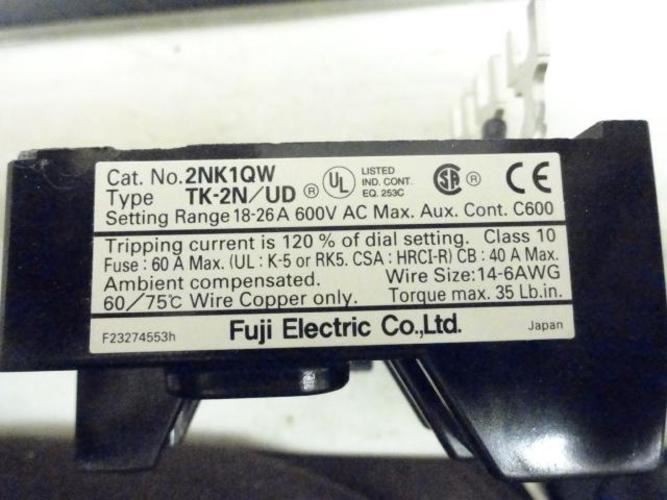 Cat. No. 2NK1QW
Type TK-2N/UD ® UL LISTED IND. CONT. EQ. 253C SA ® CE
Setting Range 18-26 A 600V AC Max. Aux. Cont. C600
Tripping current is 120 % of dial setting. Class 10
Fuse : 60 A Max. (UL : K-5 or RK5. CSA : HRCI-R) CB : 40 A Max.
Ambient compensated. Wire Size:14-6AWG
60/75℃ Wire Copper only. Torque max. 35 Lb.in.
F23274553h Fuji Electric Co.,Ltd. Japan